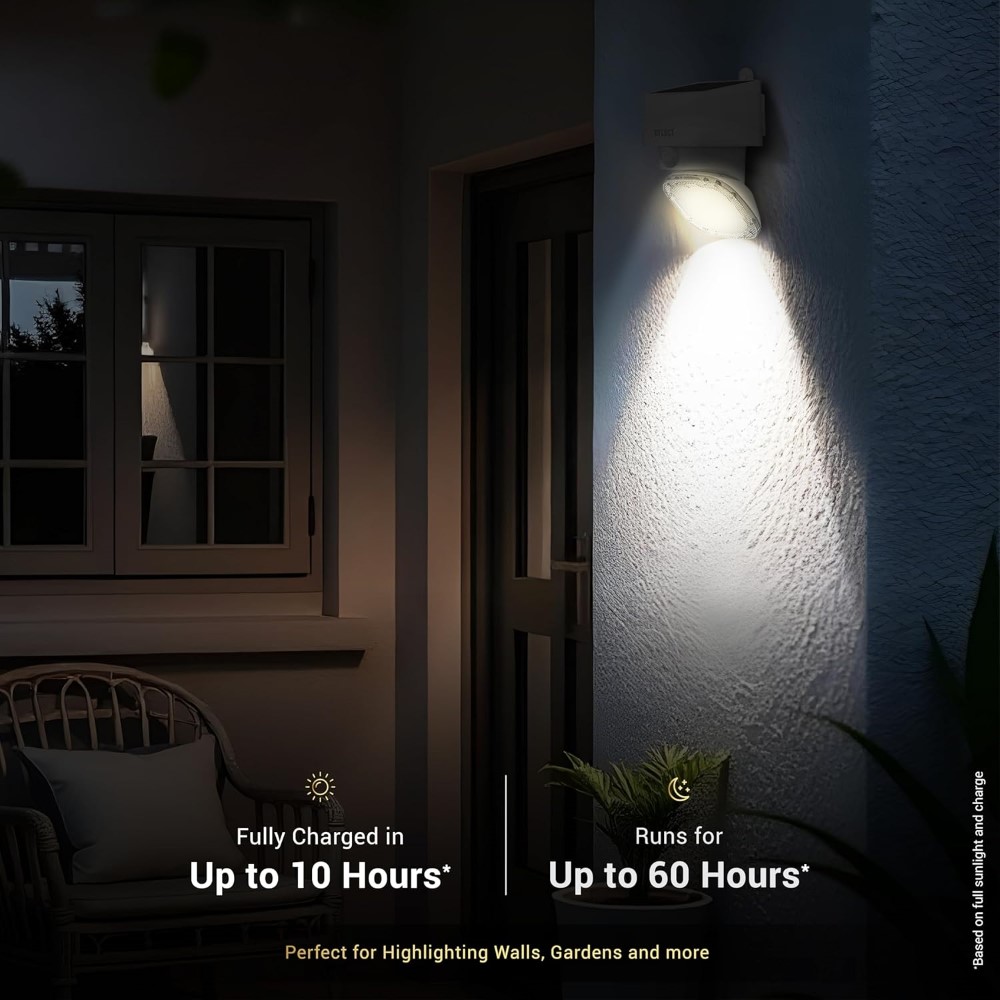 Fully Charged in
Up to 10 Hours*
Runs for
Up to 60 Hours*
Perfect for Highlighting Walls, Gardens and more
*Based on full sunlight and charge